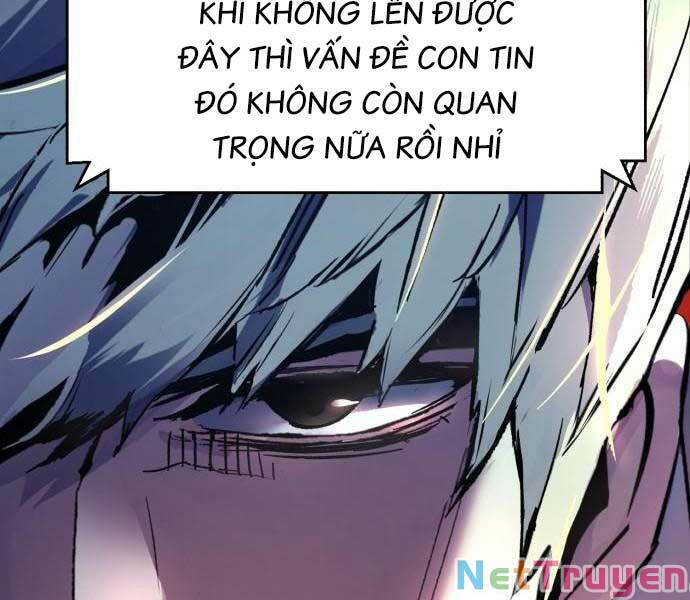 KHI KHÔNG LÊN ĐƯỢC
ĐÂY THÌ VẤN ĐỀ CON TIN
ĐÓ KHÔNG CÒN QUAN
TRỌNG NỮA RỒI NHỈ
NetTruyen